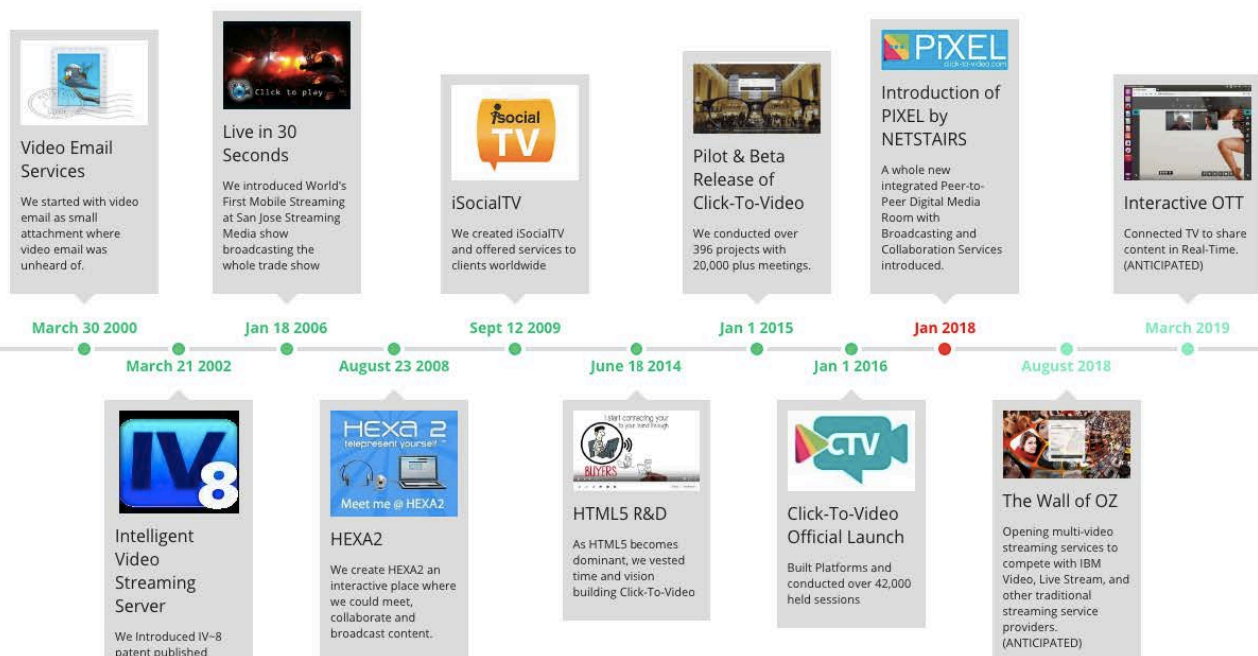 Video Email
Services
We started with video
email as small
attachment where
video email was
unheard of.
March 30 2000
March 21 2002
IV8
Intelligent
Video
Streaming
Server
We Introduced IV~8
patent published
Click to play
Live in 30
Seconds
We introduced World's
First Mobile Streaming
at San Jose Streaming
Media show
broadcasting the
whole trade show
Jan 18 2006
August 23 2008
HEXA 2
telepresent yourself™
Meet me @ HEXA2
HEXA2
We create HEXA2 an
interactive place where
we could meet,
collaborate and
broadcast content.
isocial
TV
iSocialTV
We created iSocialTV
and offered services to
clients worldwide
Sept 12 2009
June 18 2014
I start connecting your
BUYERS
HTML5 R&D
As HTML5 becomes
dominant, we vested
time and vision
building Click-To-Video
Pilot & Beta
Release of
Click-To-Video
We conducted over
396 projects with
20,000 plus meetings.
Jan 1 2015
Jan 1 2016
CTV
Click-To-Video
Official Launch
Built Platforms and
conducted over 42,000
held sessions
PIXEL
click-to-video.com
Introduction of
PIXEL by
NETSTAIRS
A whole new
integrated Peer-to-
Peer Digital Media
Room with
Broadcasting and
Collaboration Services
introduced.
Jan 2018
August 2018
The Wall of OZ
Opening multi-video
streaming services to
compete with IBM
Video, Live Stream, and
other traditional
streaming service
providers.
(ANTICIPATED)
Interactive OTT
Connected TV to share
content in Real-Time.
(ANTICIPATED)
March 2019